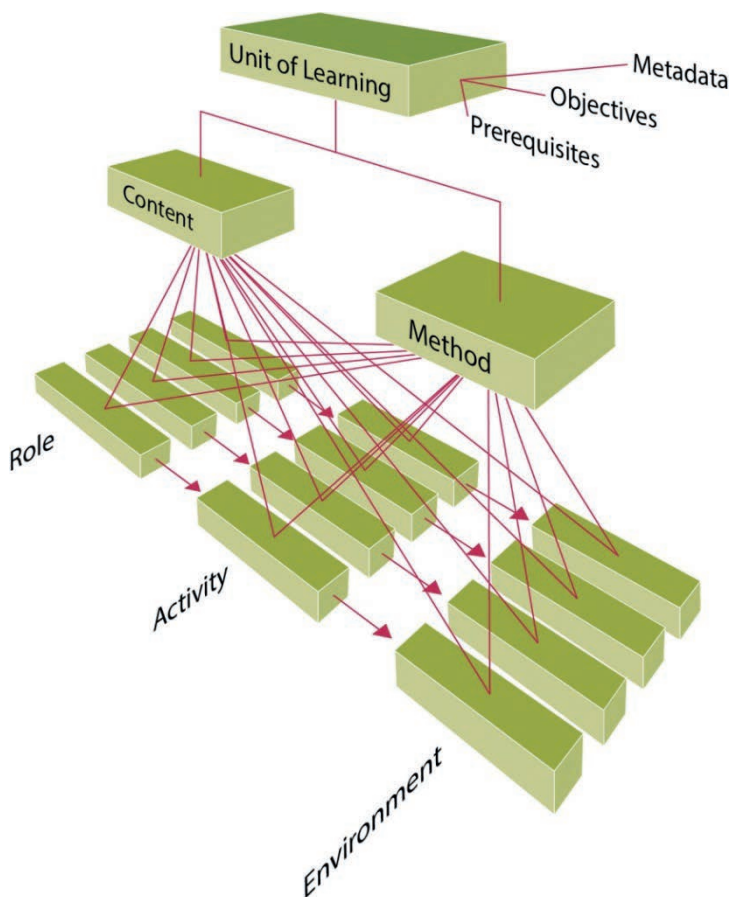 Unit of Learning
Metadata
Objectives
Prerequisites
Content
Method
Role
Activity
Environment